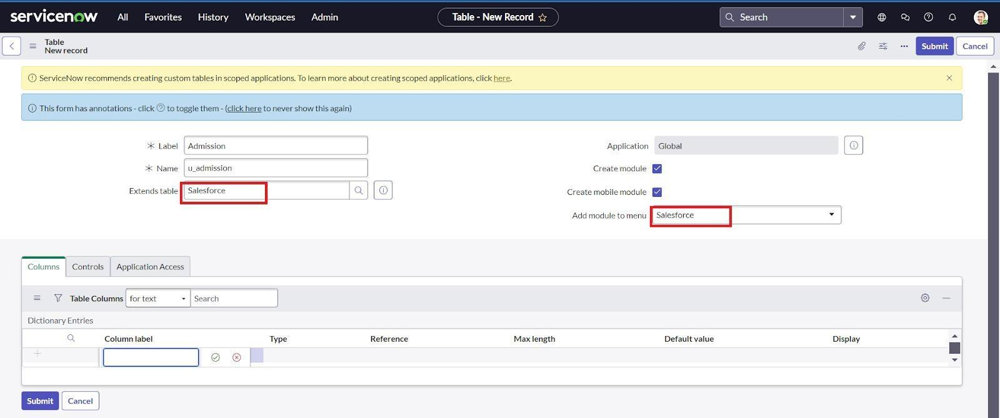 servicenow All Favorites History Workspaces Admin Table - New Record Search
Table
New record
Submit Cancel
ServiceNow recommends creating custom tables in scoped applications. To learn more about creating scoped applications, click here.
This form has annotations - click ? to toggle them - (click here to never show this again)
Label Admission
Application Global
Name u_admission
Create module
Extends table Salesforce
Create mobile module
Add module to menu Salesforce
Columns Controls Application Access
Table Columns for text Search
Dictionary Entries
Column label Type Reference Max length Default value Display
Submit Cancel